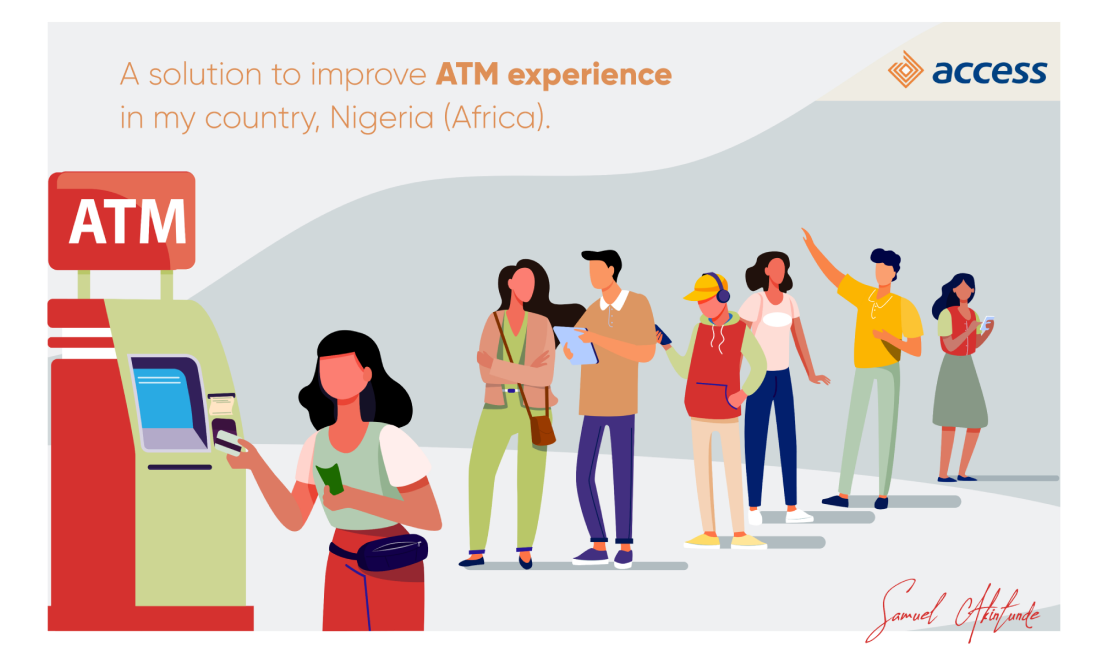 A solution to improve ATM experience
in my country, Nigeria (Africa).
access
ATM
Samuel Akintunde